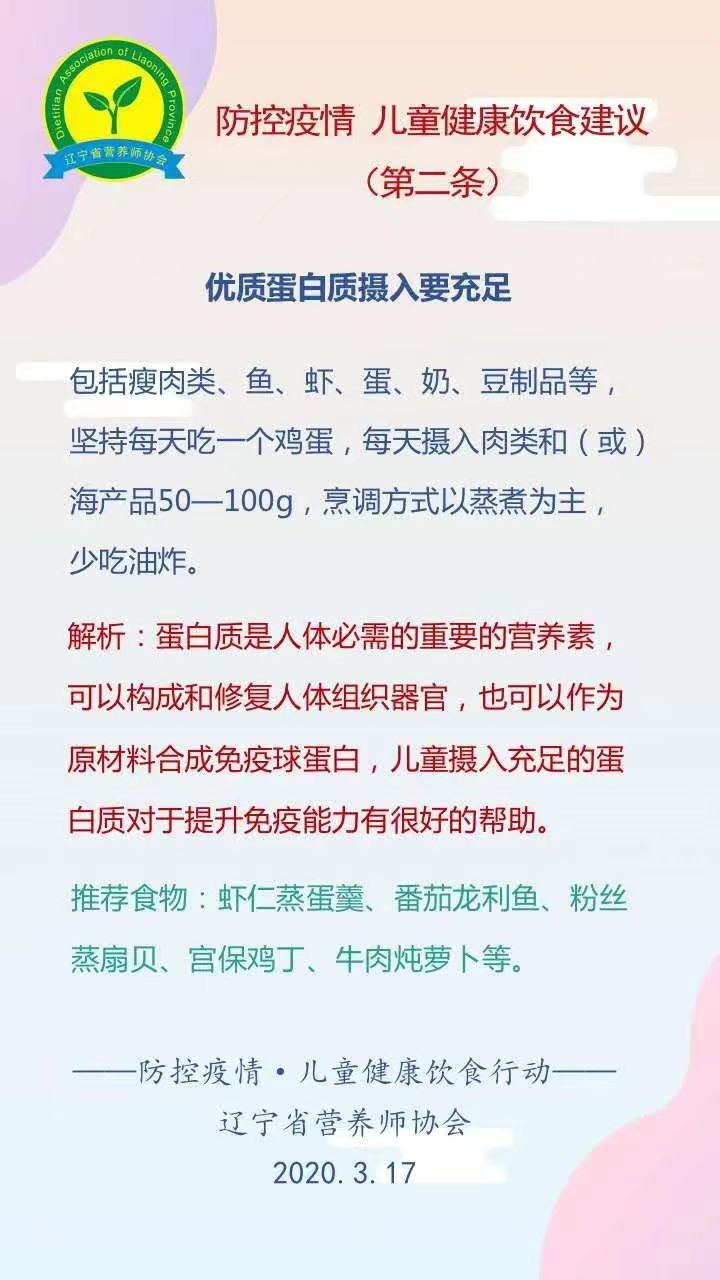 Dietitian Association of Liaoning Province
辽宁省营养师协会
防控疫情 儿童健康饮食建议
（第二条）
优质蛋白质摄入要充足
包括瘦肉类、鱼、虾、蛋、奶、豆制品等，
坚持每天吃一个鸡蛋，每天摄入肉类和（或）
海产品50—100g，烹调方式以蒸煮为主，
少吃油炸。
解析：蛋白质是人体必需的重要的营养素，
可以构成和修复人体组织器官，也可以作为
原材料合成免疫球蛋白，儿童摄入充足的蛋
白质对于提升免疫能力有很好的帮助。
推荐食物：虾仁蒸蛋羹、番茄龙利鱼、粉丝
蒸扇贝、宫保鸡丁、牛肉炖萝卜等。
——防控疫情·儿童健康饮食行动——
辽宁省营养师协会
2020.3.17